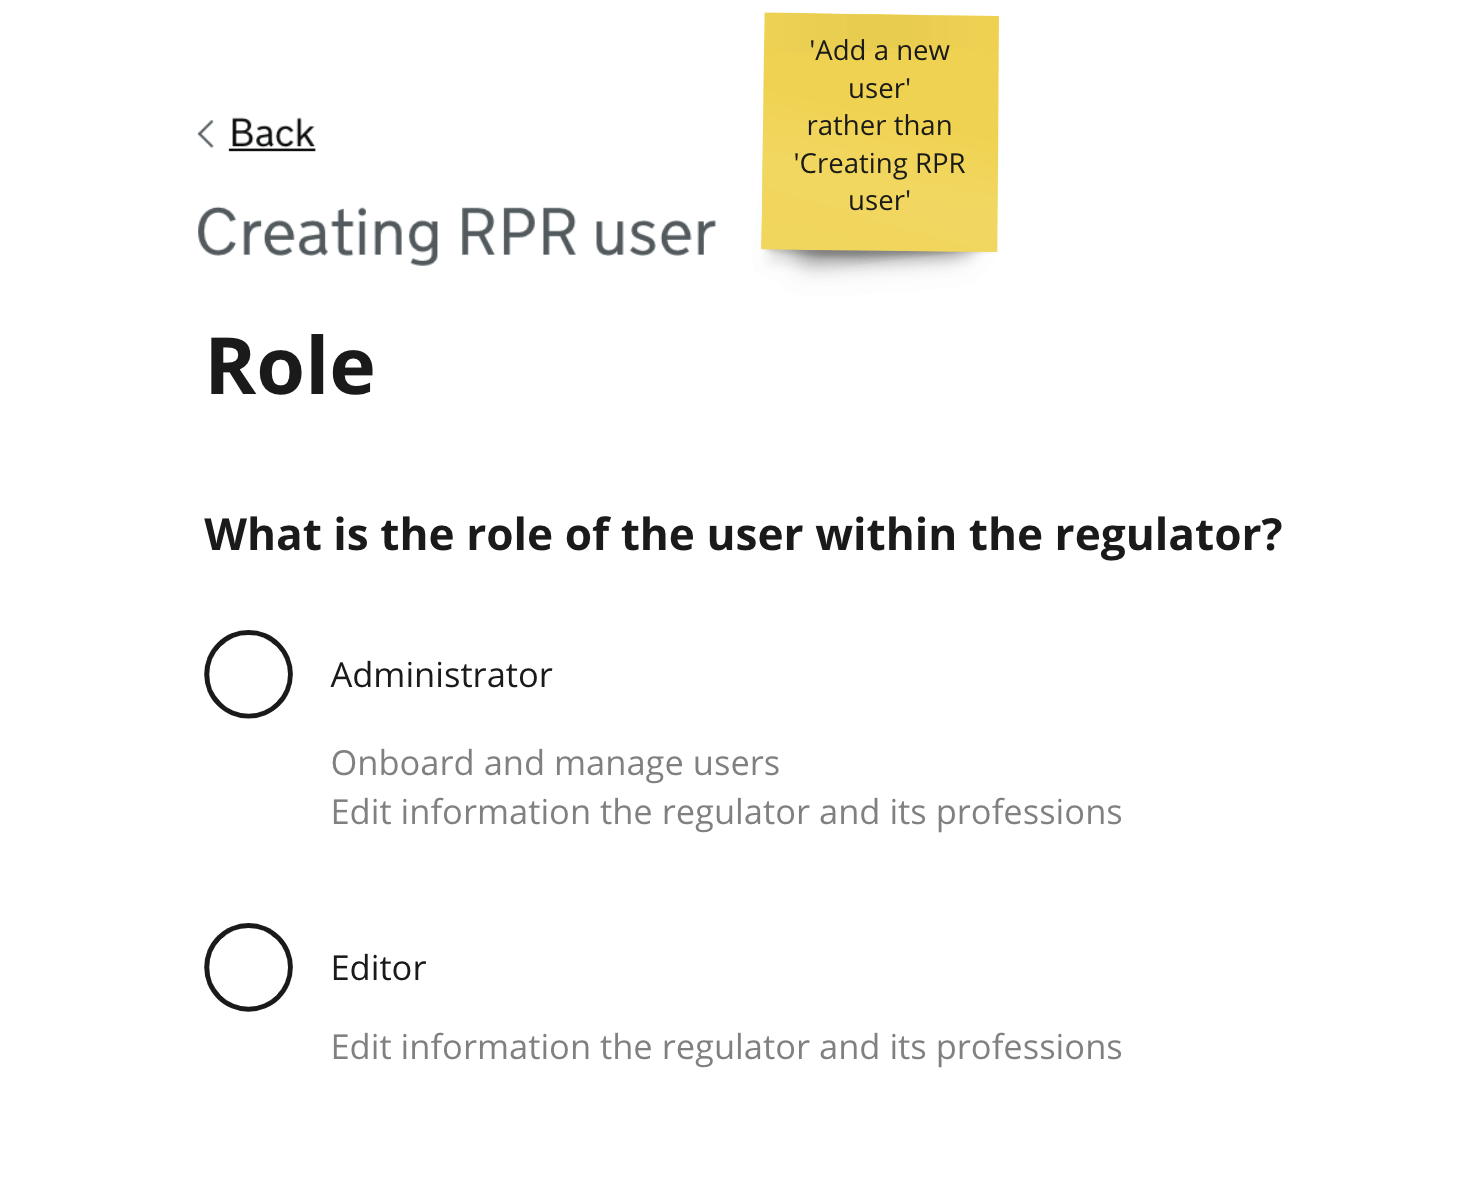 'Add a new
user'
rather than
'Creating RPR
user'
Back
Creating RPR user
Role
What is the role of the user within the regulator?
Administrator
Onboard and manage users
Edit information the regulator and its professions
Editor
Edit information the regulator and its professions